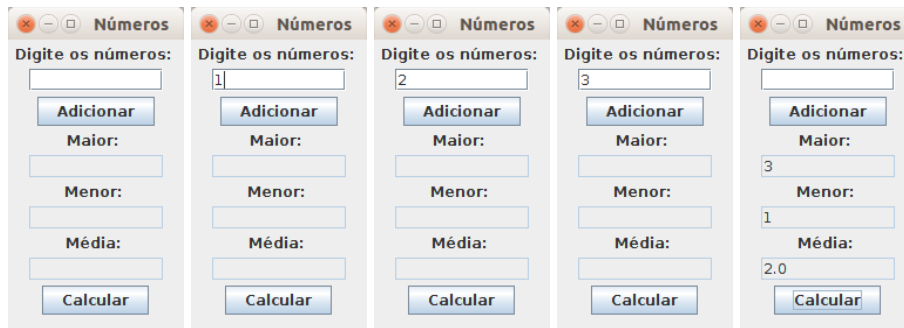 Números
Digite os números:
Adicionar
Maior:
Menor:
Média:
Calcular
Números
Digite os números:
1
Adicionar
Maior:
Menor:
Média:
Calcular
Números
Digite os números:
2
Adicionar
Maior:
Menor:
Média:
Calcular
Números
Digite os números:
3
Adicionar
Maior:
Menor:
Média:
Calcular
Números
Digite os números:
Adicionar
Maior:
3
Menor:
1
Média:
2.0
Calcular